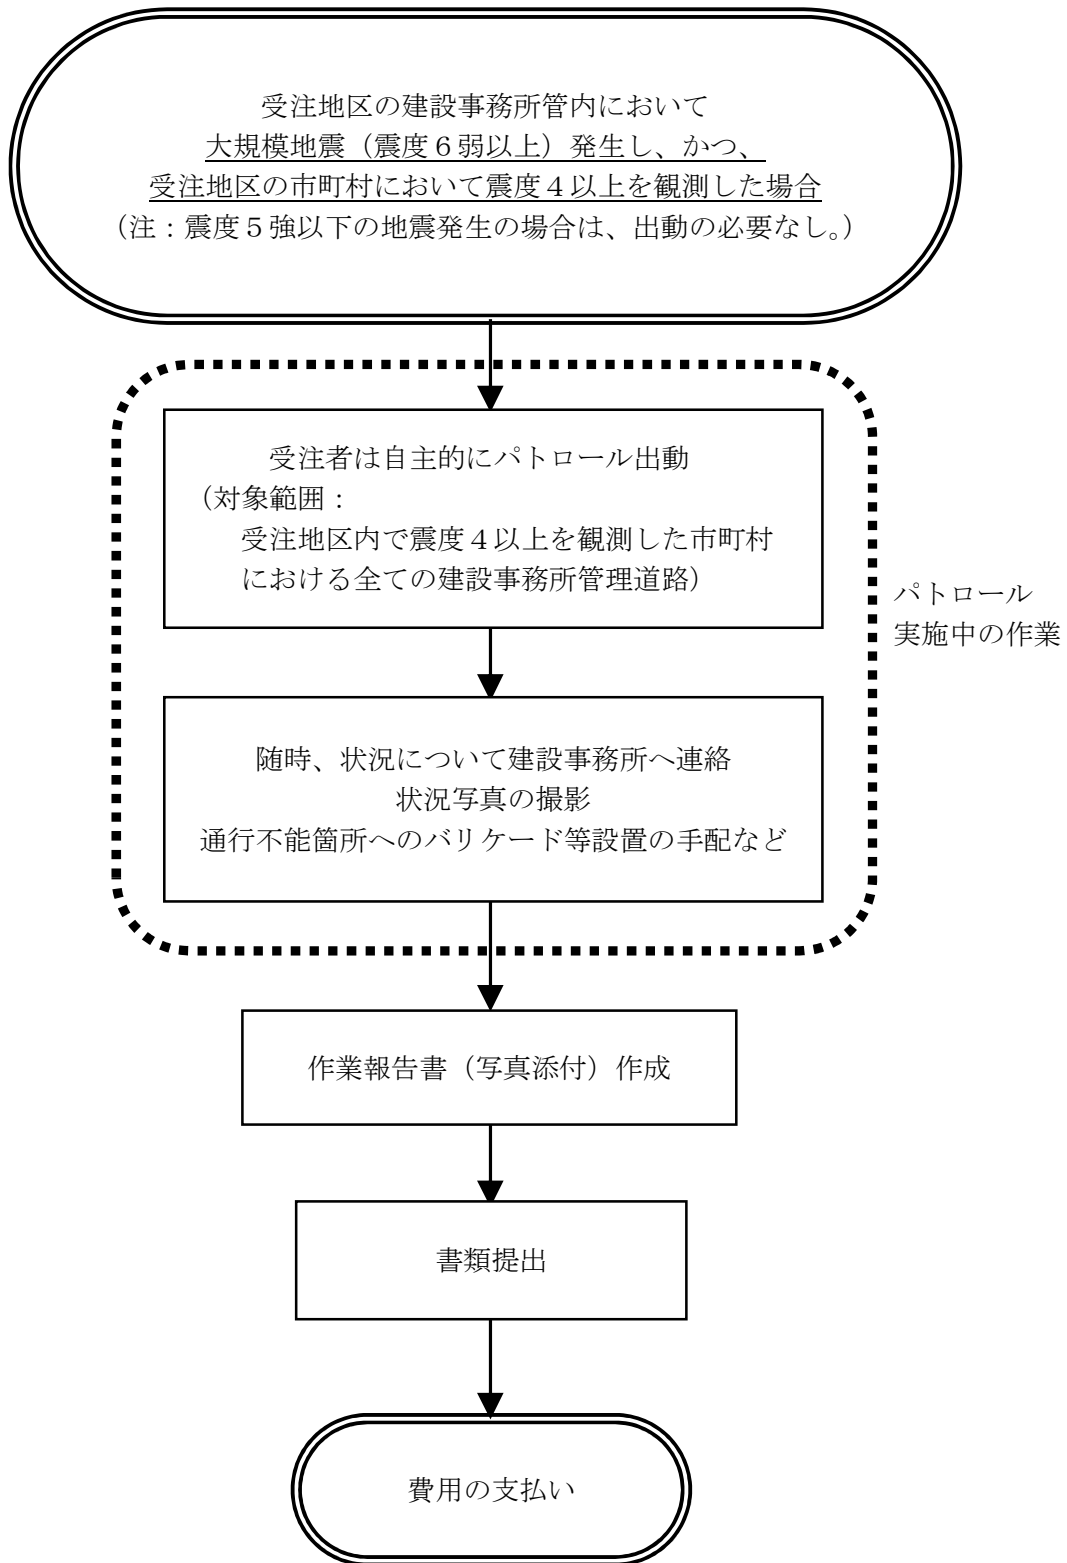 受注地区の建設事務所管内において
大規模地震（震度６弱以上）発生し、かつ、
受注地区の市町村において震度４以上を観測した場合
（注：震度５強以下の地震発生の場合は、出動の必要なし。）
受注者は自主的にパトロール出動
（対象範囲：
受注地区内で震度４以上を観測した市町村
における全ての建設事務所管理道路）
パトロール
実施中の作業
随時、状況について建設事務所へ連絡
状況写真の撮影
通行不能箇所へのバリケード等設置の手配など
作業報告書（写真添付）作成
書類提出
費用の支払い